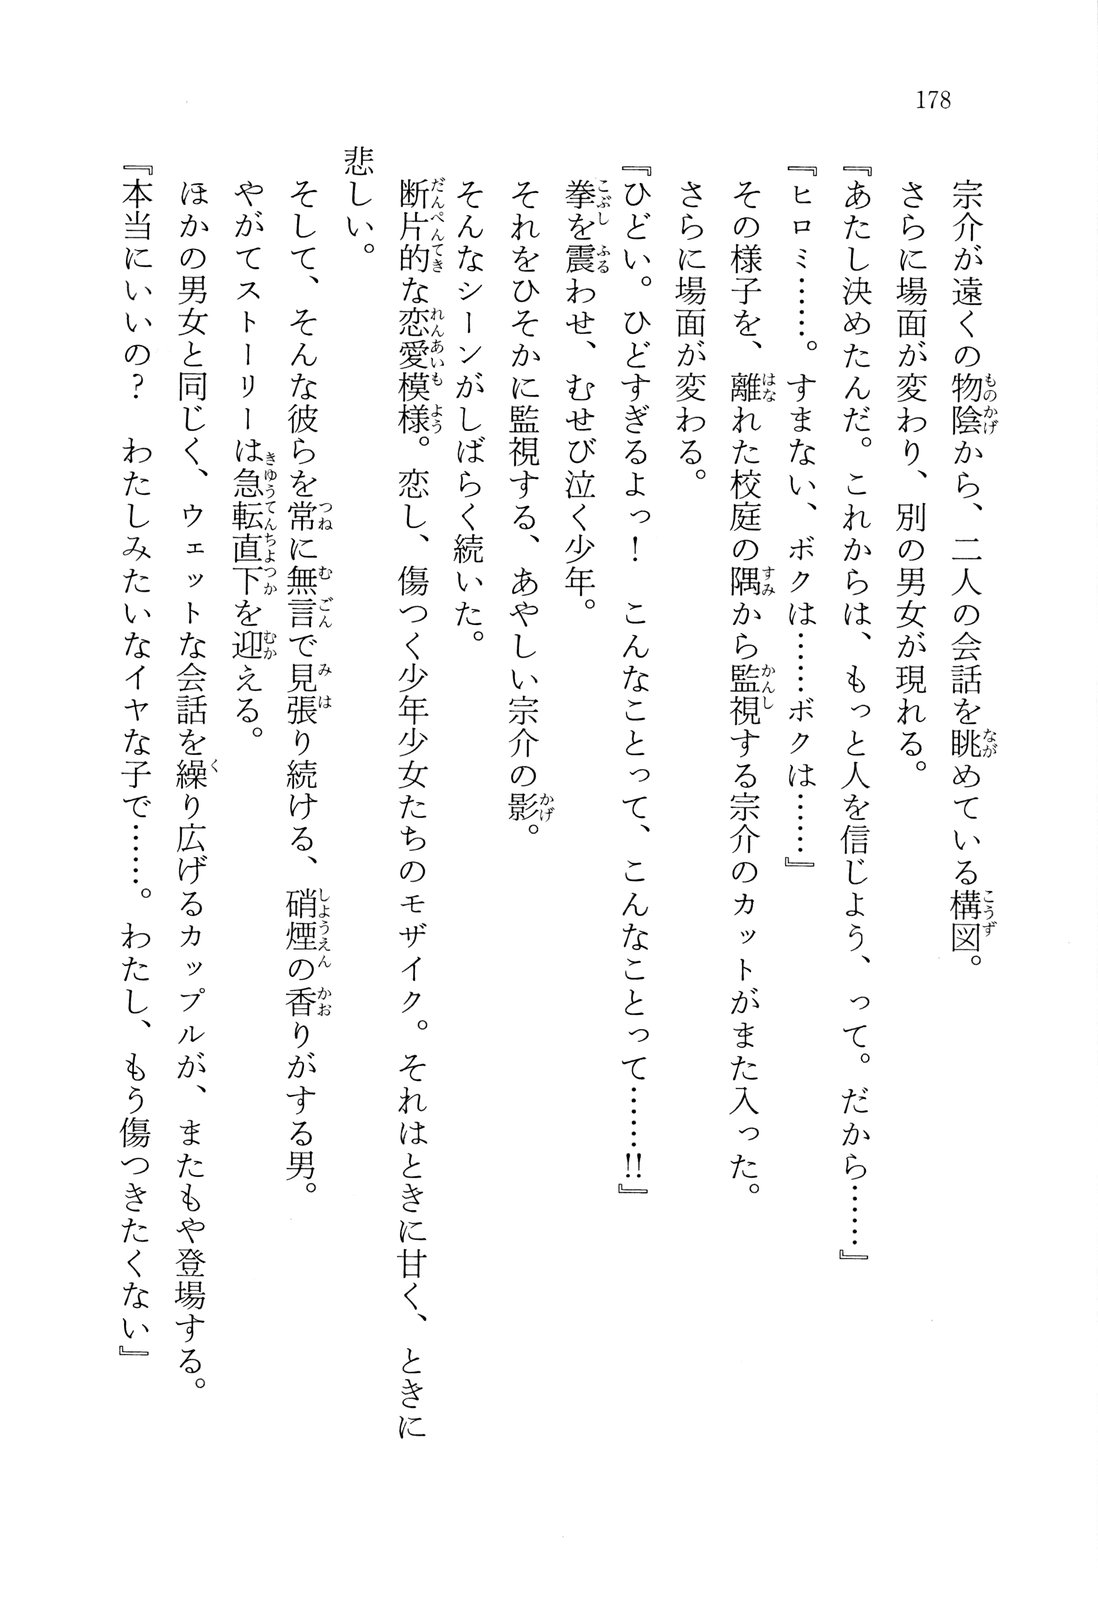 178
宗介が遠くの物陰から、二人の会話を眺めている構図。
さらに場面が変わり、別の男女が現れる。
『あたし決めたんだ。これからは、もっと人を信じよう、って。だから……』
『ヒロミ……。すまない、ボクは……ボクは……』
その様子を、離れた校庭の隅から監視する宗介のカットがまた入った。
さらに場面が変わる。
『ひどい。ひどすぎるよっ！　こんなことって、こんなことって……!!』
拳を震わせ、むせび泣く少年。
それをひそかに監視する、あやしい宗介の影。
そんなシーンがしばらく続いた。
断片的な恋愛模様。恋し、傷つく少年少女たちのモザイク。それはときに甘く、ときに
悲しい。
そして、そんな彼らを常に無言で見張り続ける、硝煙の香りがする男。
やがてストーリーは急転直下を迎える。
ほかの男女と同じく、ウェットな会話を繰り広げるカップルが、またもや登場する。
『本当にいいの？　わたしみたいなイヤな子で……。わたし、もう傷つきたくない』